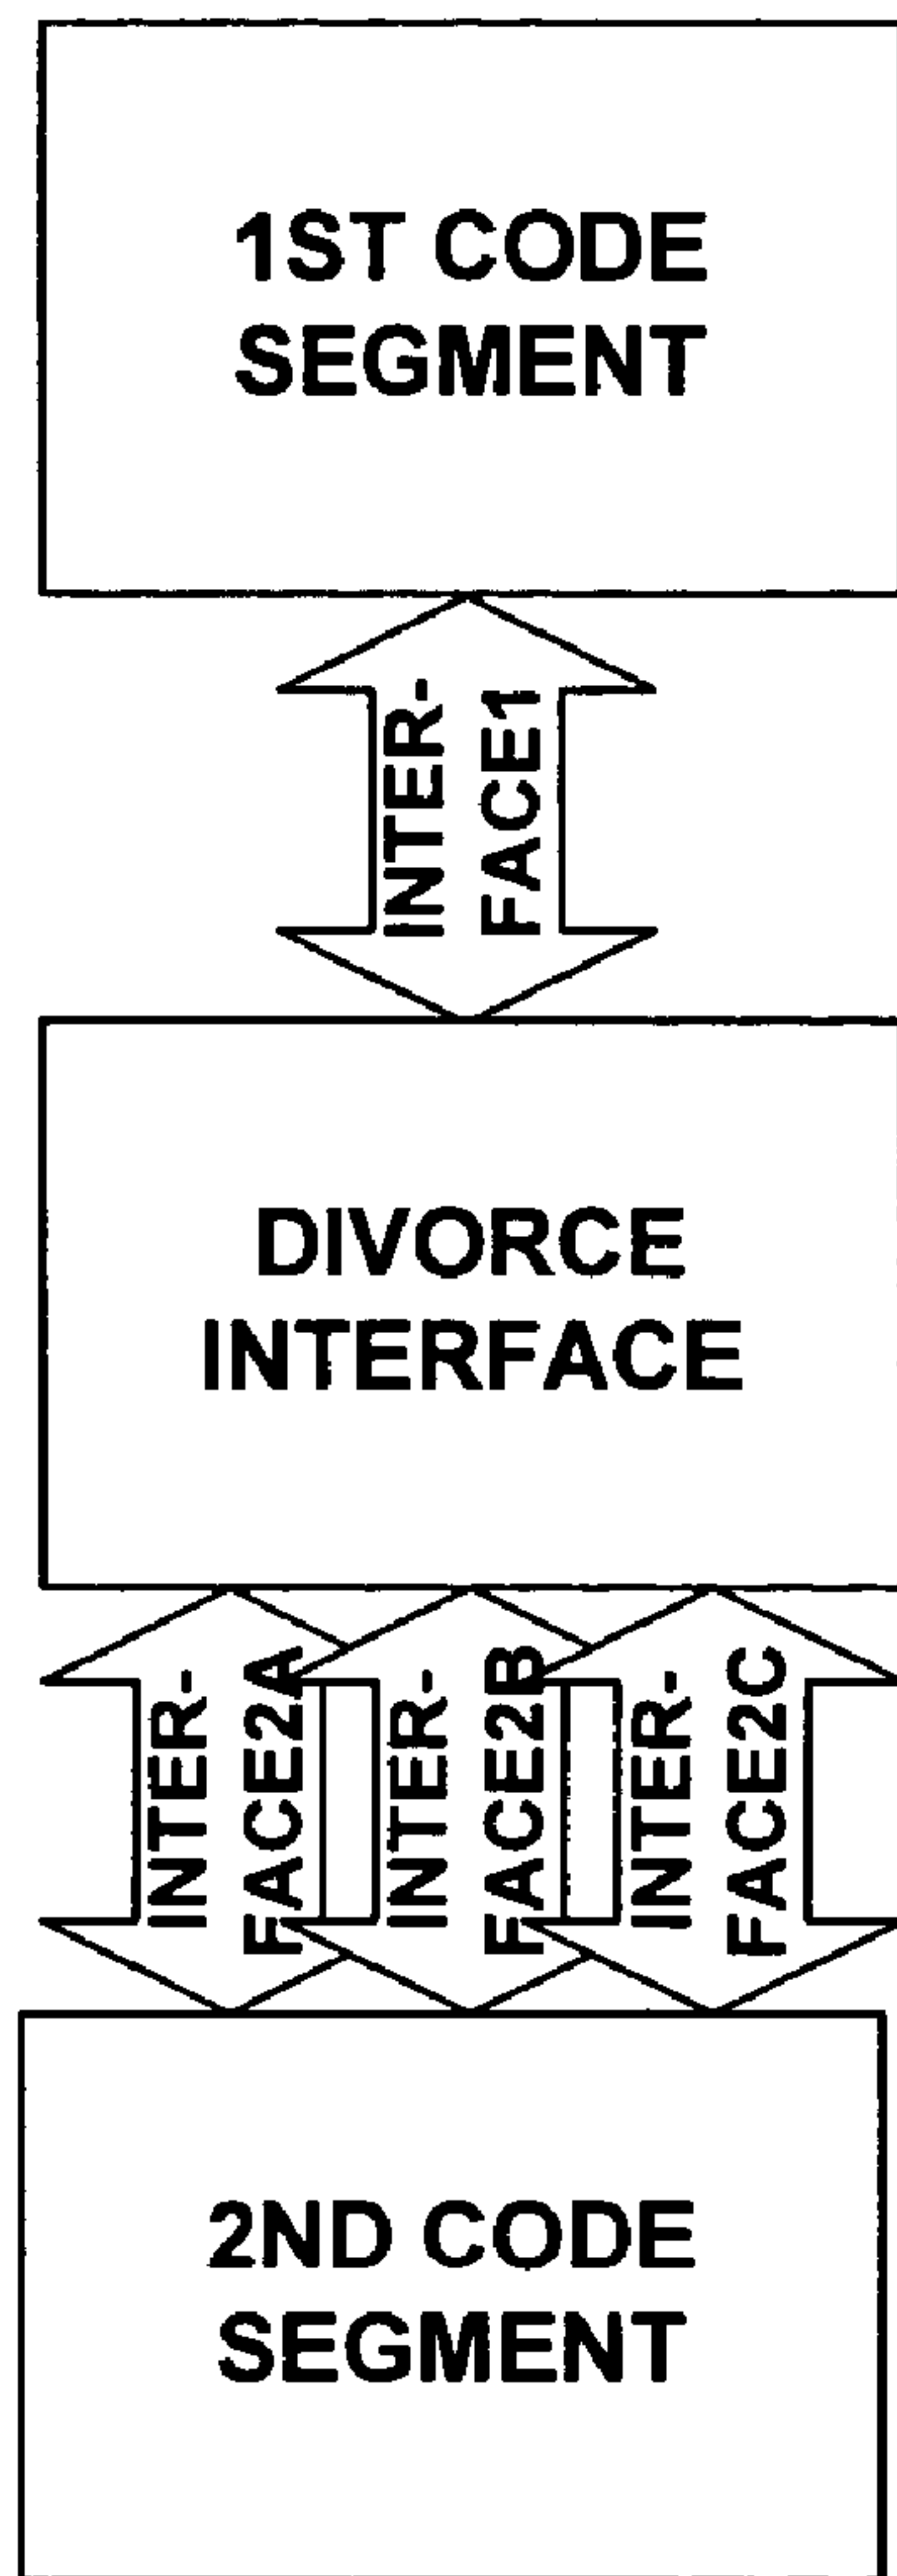 1ST CODE
SEGMENT
INTER-
FACE1
DIVORCE
INTERFACE
INTER-
FACE2A
INTER-
FACE2B
INTER-
FACE2C
2ND CODE
SEGMENT